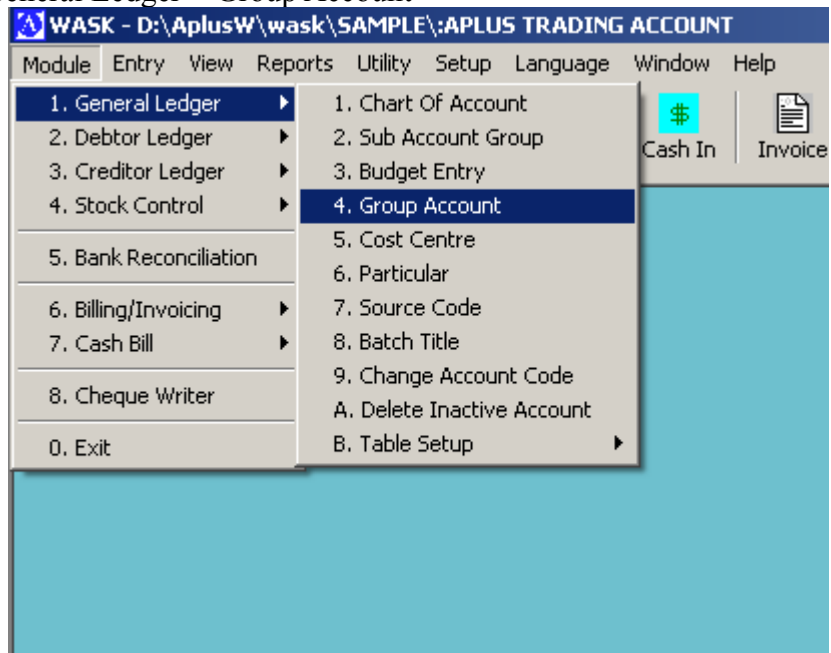 General Ledger
Group Account
WASK - D:\AplusW\wask\SAMPLE\:APLUS TRADING ACCOUNT
Module Entry View Reports Utility Setup Language Window Help
Cash In Invoice
1. General Ledger
2. Debtor Ledger
3. Creditor Ledger
4. Stock Control
5. Bank Reconciliation
6. Billing/Invoicing
7. Cash Bill
8. Cheque Writer
0. Exit
1. Chart Of Account
2. Sub Account Group
3. Budget Entry
4. Group Account
5. Cost Centre
6. Particular
7. Source Code
8. Batch Title
9. Change Account Code
A. Delete Inactive Account
B. Table Setup